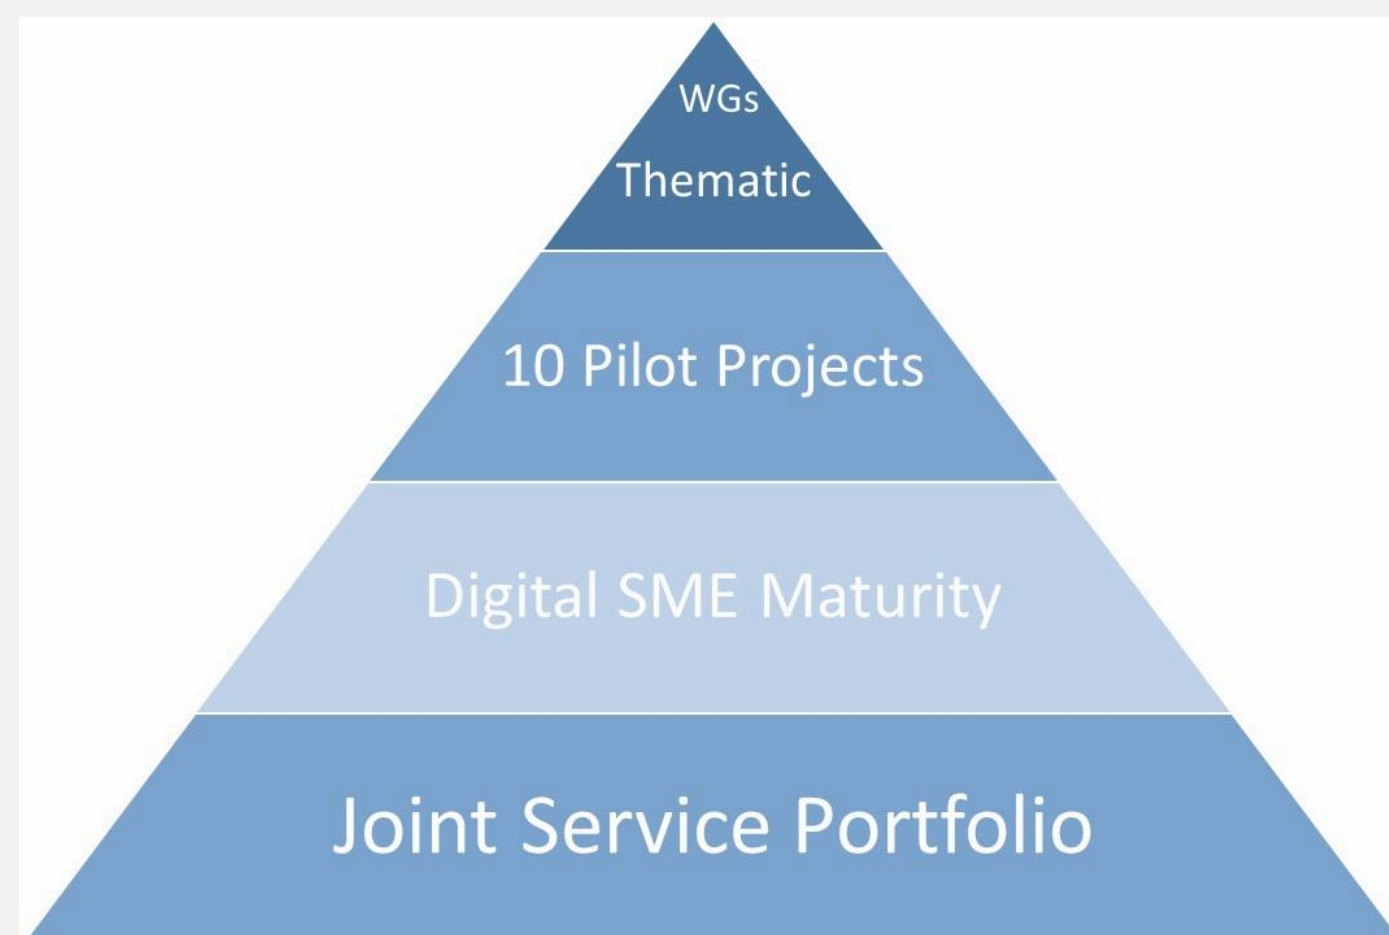 WGs
Thematic
10 Pilot Projects
Digital SME Maturity
Joint Service Portfolio